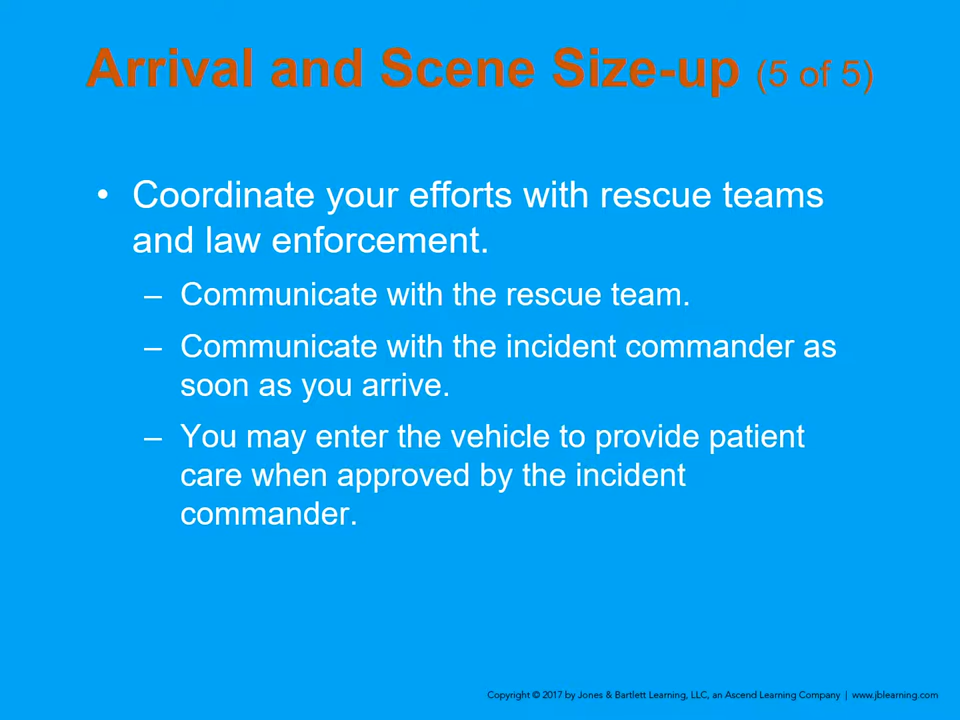 Arrival and Scene Size-up (5 of 5)
• Coordinate your efforts with rescue teams
and law enforcement.
– Communicate with the rescue team.
– Communicate with the incident commander as
soon as you arrive.
– You may enter the vehicle to provide patient
care when approved by the incident
commander.
Copyright © 2017 by Jones & Bartlett Learning, LLC, an Ascend Learning Company | www.jblearning.com